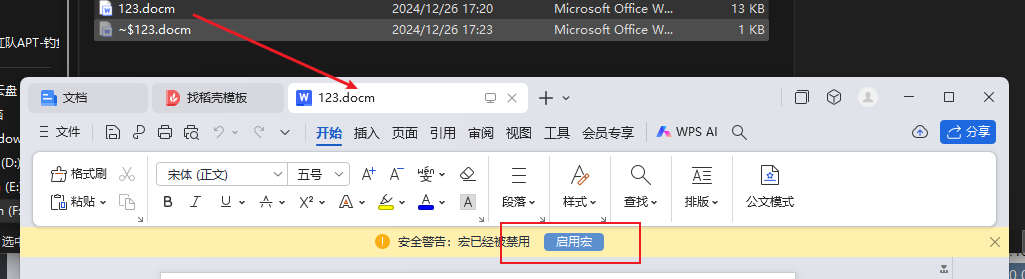 123.docm 2024/12/26 17:20 Microsoft Office W... 13 KB
~$123.docm 2024/12/26 17:23 Microsoft Office W... 1 KB
队APT-钓
云盘
文档 找稻壳模板 123.docm
文件 开始 插入 页面 引用 审阅 视图 工具 会员专享 WPS AI 分享
dow
(D:)
(E:)
(F:
格式刷 宋体 (正文) 五号 A+ A- wén
粘贴 B I U A X² A A A 段落 样式 查找 排版 公文模式
选中
安全警告: 宏已经被禁用 启用宏